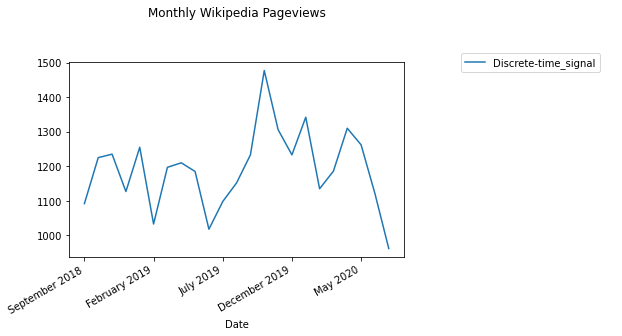 Monthly Wikipedia Pageviews
Discrete-time_signal
1500
1400
1300
1200
1100
1000
September 2018
February 2019
July 2019
December 2019
May 2020
Date